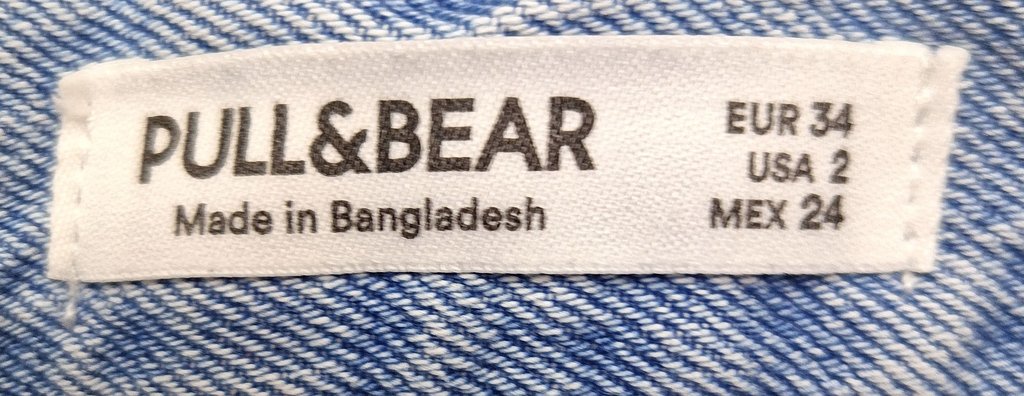 PULL&BEAR
Made in Bangladesh
EUR 34
USA 2
MEX 24